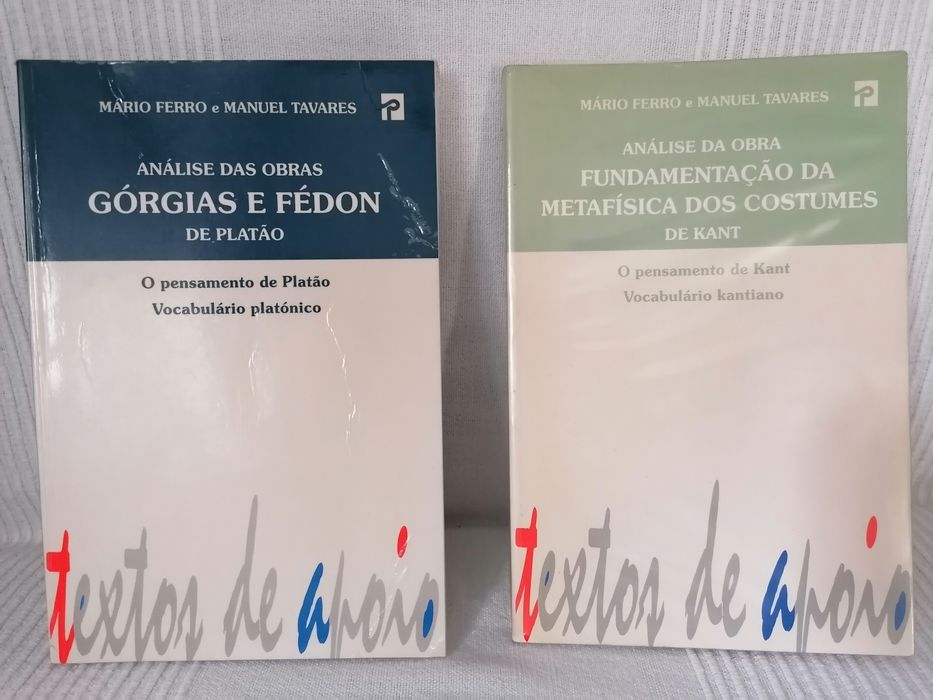 MÁRIO FERRO e MANUEL TAVARES
ANÁLISE DAS OBRAS
GÓRGIAS E FÉDON
DE PLATÃO
O pensamento de Platão
Vocabulário platónico
textos de apoio
MÁRIO FERRO e MANUEL TAVARES
ANÁLISE DA OBRA
FUNDAMENTAÇÃO DA
METAFÍSICA DOS COSTUMES
DE KANT
O pensamento de Kant
Vocabulário kantiano
textos de apoio